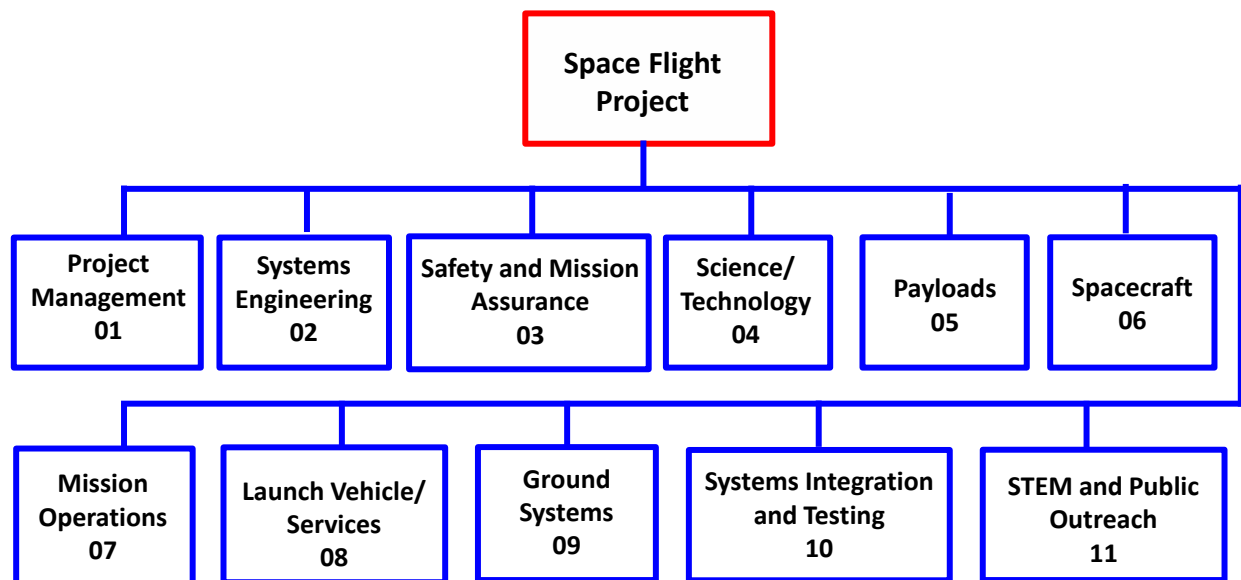 Space Flight
Project
Project
Management
01
Systems
Engineering
02
Safety and Mission
Assurance
03
Science/
Technology
04
Payloads
05
Spacecraft
06
Mission
Operations
07
Launch Vehicle/
Services
08
Ground
Systems
09
Systems Integration
and Testing
10
STEM and Public
Outreach
11